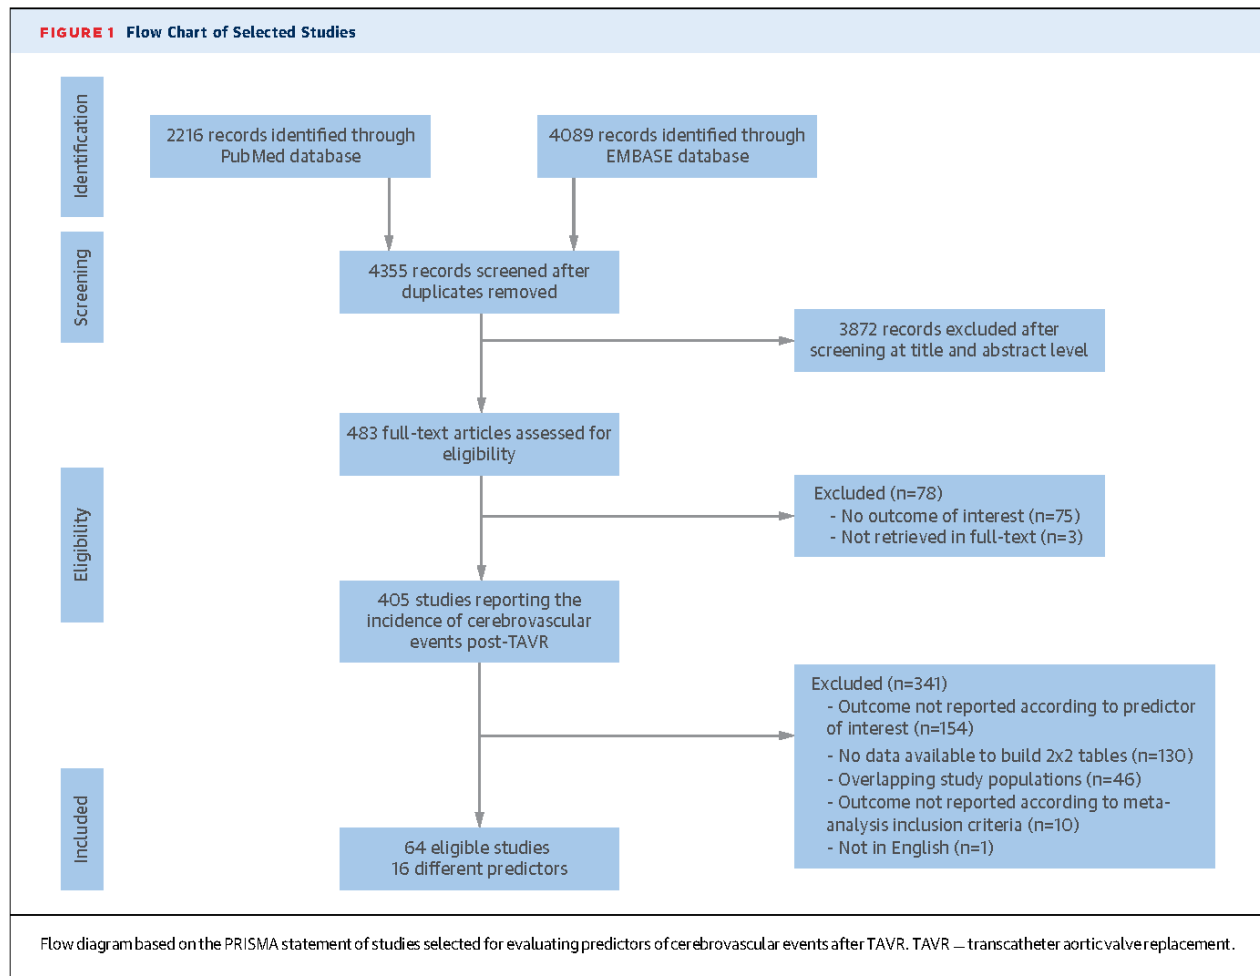 FIGURE 1 Flow Chart of Selected Studies
Identification
2216 records identified through
PubMed database
4089 records identified through
EMBASE database
Screening
4355 records screened after
duplicates removed
3872 records excluded after
screening at title and abstract level
483 full-text articles assessed for
eligibility
Eligibility
Excluded (n=78)
- No outcome of interest (n=75)
- Not retrieved in full-text (n=3)
405 studies reporting the
incidence of cerebrovascular
events post-TAVR
Excluded (n=341)
- Outcome not reported according to predictor
of interest (n=154)
- No data available to build 2x2 tables (n=130)
- Overlapping study populations (n=46)
- Outcome not reported according to meta-
analysis inclusion criteria (n=10)
- Not in English (n=1)
Included
64 eligible studies
16 different predictors
Flow diagram based on the PRISMA statement of studies selected for evaluating predictors of cerebrovascular events after TAVR. TAVR — transcatheter aortic valve replacement.